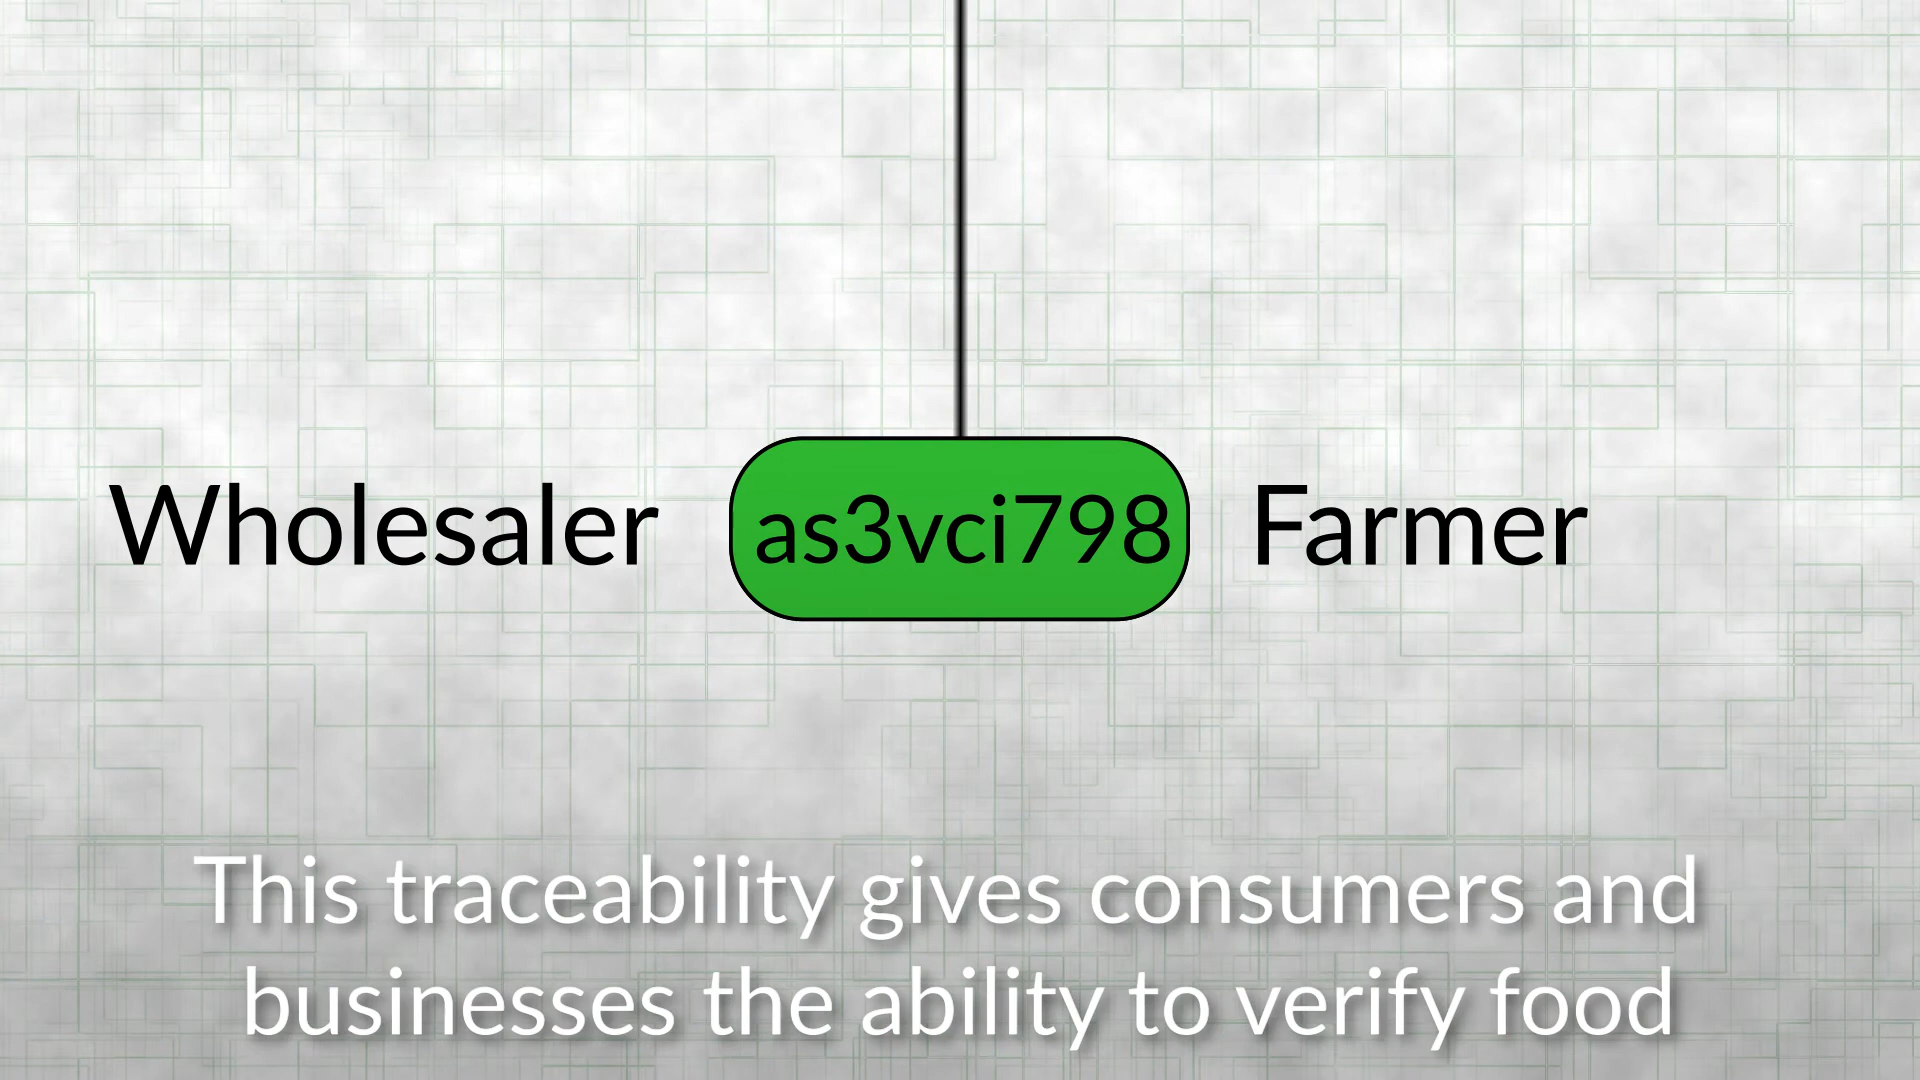 Wholesaler as3vci798 Farmer
This traceability gives consumers and
businesses the ability to verify food